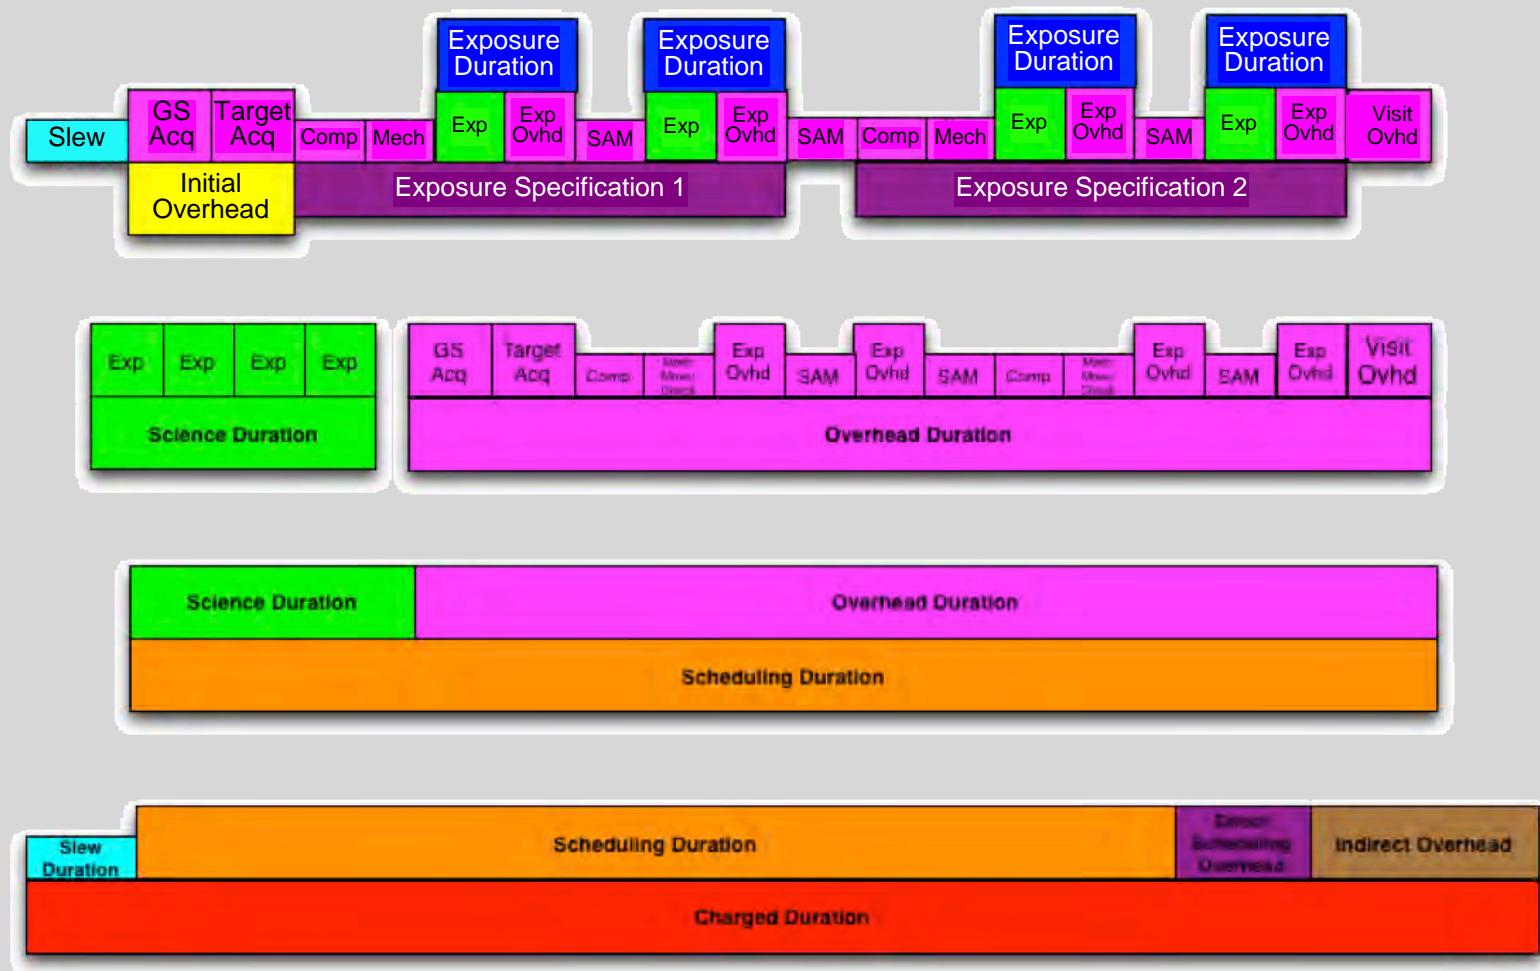 Exposure
Duration
Exposure
Duration
Exposure
Duration
Exposure
Duration
Slew
GS
Acq
Target
Acq
Comp
Mech
Exp
Exp
Ovhd
SAM
Exp
Exp
Ovhd
SAM
Comp
Mech
Exp
Exp
Ovhd
SAM
Exp
Exp
Ovhd
Visit
Ovhd
Initial
Overhead
Exposure Specification 1
Exposure Specification 2
Exp
Exp
Exp
Exp
GS
Acq
Target
Acq
Comp
Exp
Ovhd
SAM
Exp
Ovhd
SAM
Comp
Exp
Ovhd
SAM
Exp
Ovhd
Visit
Ovhd
Science Duration
Overhead Duration
Science Duration
Overhead Duration
Scheduling Duration
Slew
Duration
Scheduling Duration
Direct
Scheduling
Overhead
Indirect Overhead
Charged Duration